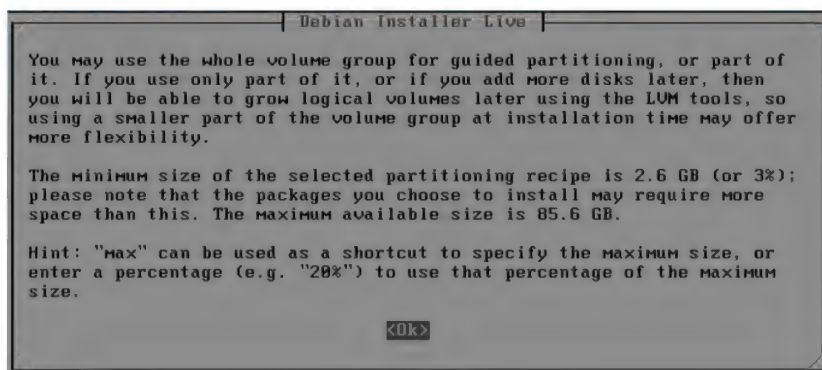 Debian Installer Live
You may use the whole volume group for guided partitioning, or part of
it. If you use only part of it, or if you add more disks later, then
you will be able to grow logical volumes later using the LVM tools, so
using a smaller part of the volume group at installation time may offer
more flexibility.
The minimum size of the selected partitioning recipe is 2.6 GB (or 3%);
please note that the packages you choose to install may require more
space than this. The maximum available size is 85.6 GB.
Hint: "max" can be used as a shortcut to specify the maximum size, or
enter a percentage (e.g. "20%") to use that percentage of the maximum
size.
<Ok>